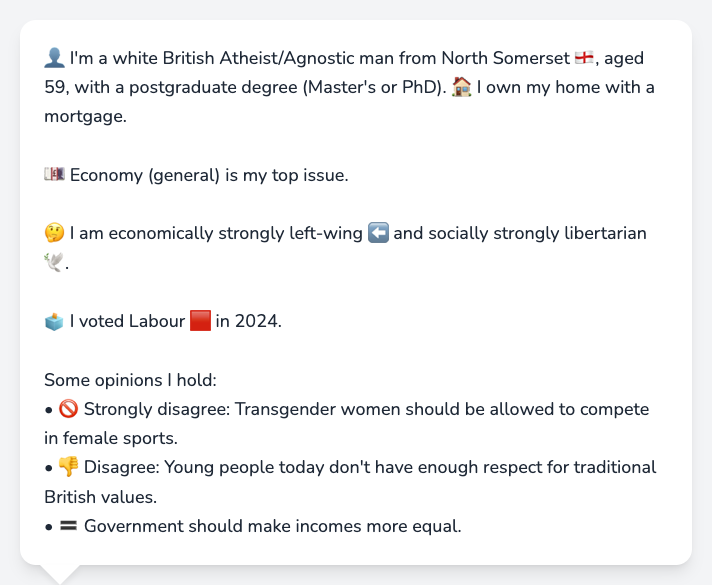 👤 I'm a white British Atheist/Agnostic man from North Somerset 🏴󠁧󠁢󠁥󠁮󠁧󠁿, aged
59, with a postgraduate degree (Master's or PhD). 🏠 I own my home with a
mortgage.
💷 Economy (general) is my top issue.
🤔 I am economically strongly left-wing ⬅️ and socially strongly libertarian
🕊️.
🗳️ I voted Labour 🟥 in 2024.
Some opinions I hold:
• 🚫 Strongly disagree: Transgender women should be allowed to compete
in female sports.
• 👎 Disagree: Young people today don't have enough respect for traditional
British values.
• 🟰 Government should make incomes more equal.